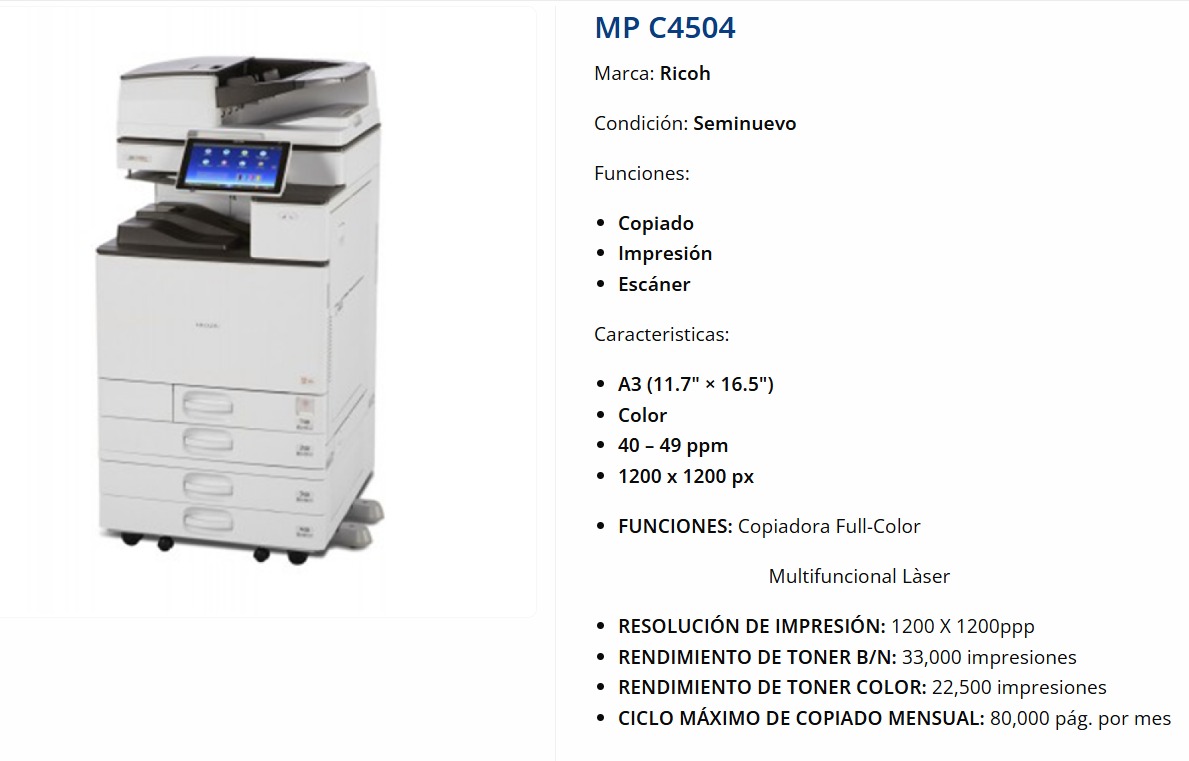 MP C4504
Marca: Ricoh
Condición: Seminuevo
Funciones:
Copiado
Impresión
Escáner
Caracteristicas:
A3 (11.7" × 16.5")
Color
40 – 49 ppm
1200 x 1200 px
FUNCIONES: Copiadora Full-Color
Multifuncional Làser
RESOLUCIÓN DE IMPRESIÓN: 1200 X 1200ppp
RENDIMIENTO DE TONER B/N: 33,000 impresiones
RENDIMIENTO DE TONER COLOR: 22,500 impresiones
CICLO MÁXIMO DE COPIADO MENSUAL: 80,000 pág. por mes